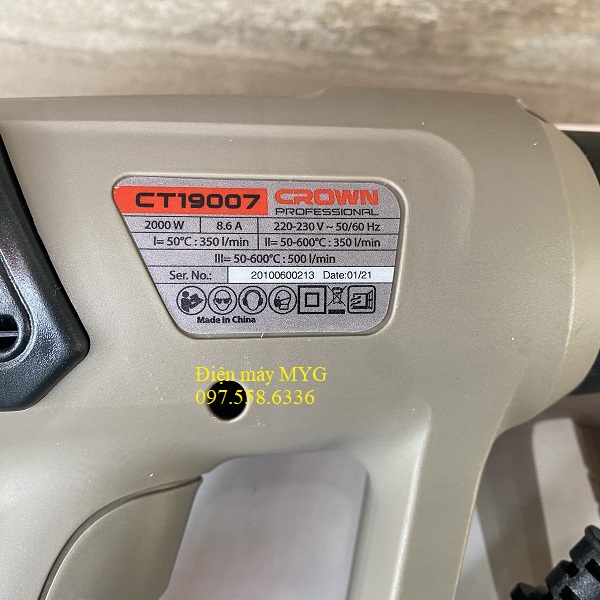 CT19007 CROWN
PROFESSIONAL
2000 W 8.6 A 220-230 V ~ 50/60 Hz
I= 50°C: 350 l/min II= 50-600°C: 350 l/min
III= 50-600°C: 500 l/min
Ser. No.: 20100600213 Date:01/21
Made in China
Điện máy MYG
097.558.6336